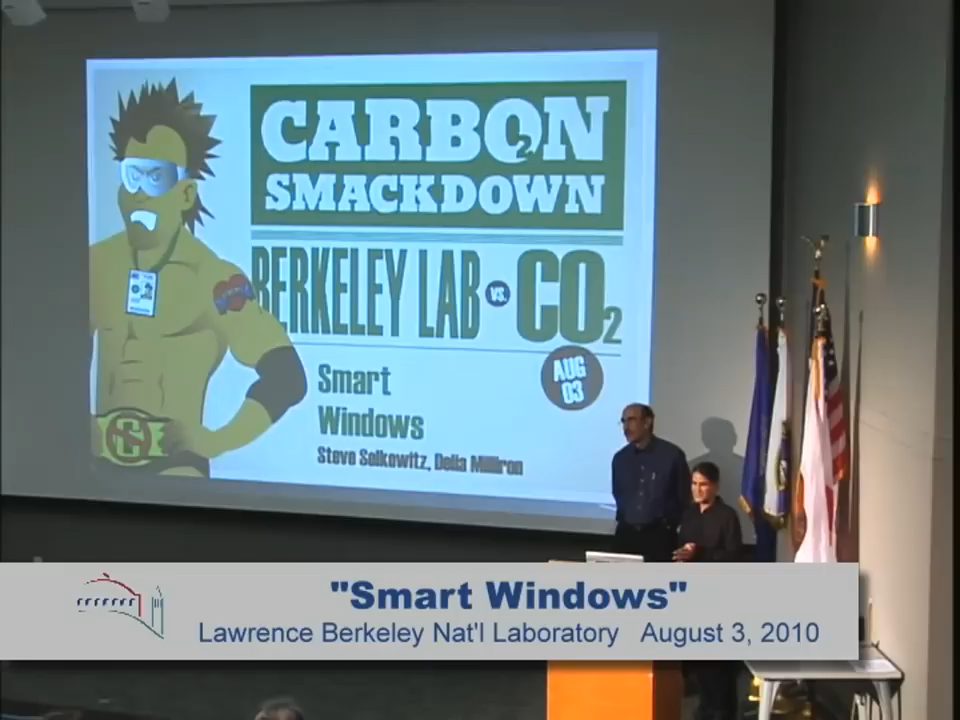 CARBON
2
SMACKDOWN
BERKELEY LAB VS. CO2
AUG
03
Smart
Windows
Steve Selkowitz, Delia Milliron
"Smart Windows"
Lawrence Berkeley Nat'l Laboratory August 3, 2010